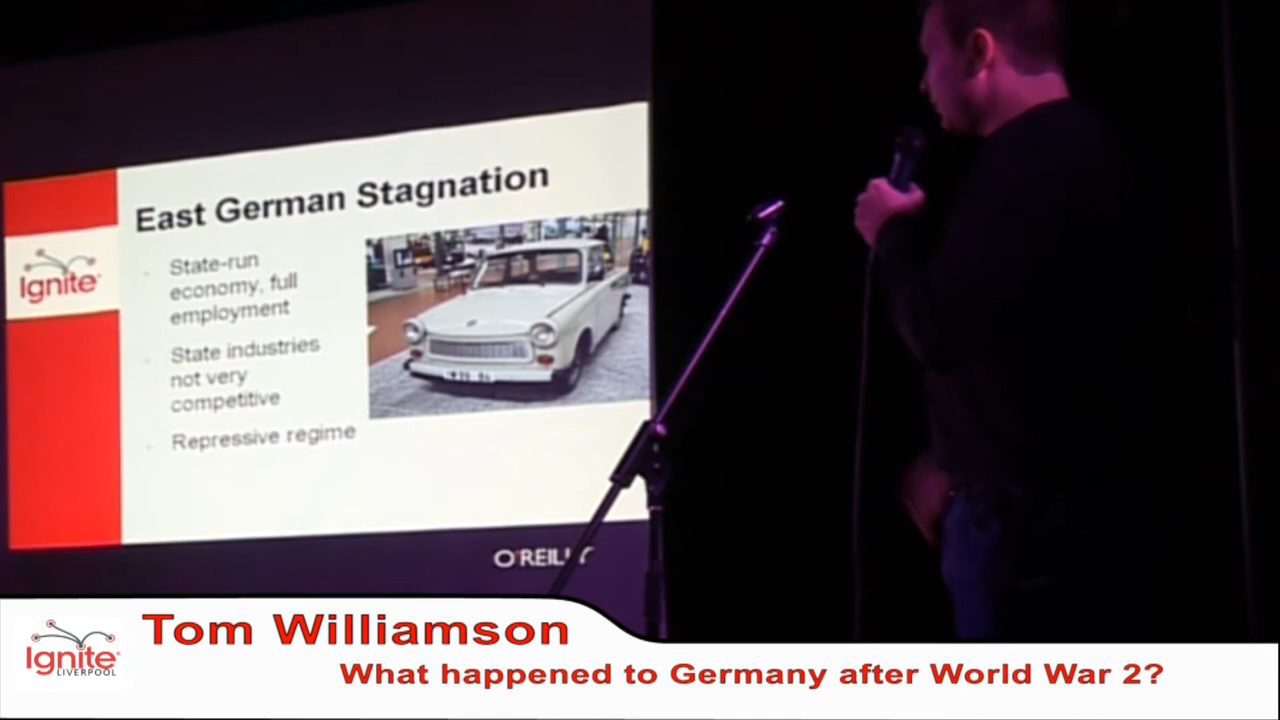 East German Stagnation
State-run
economy, full
employment
State industries
not very
competitive
Repressive regime
Ignite
O'REILLY
Tom Williamson
What happened to Germany after World War 2?
Ignite
LIVERPOOL